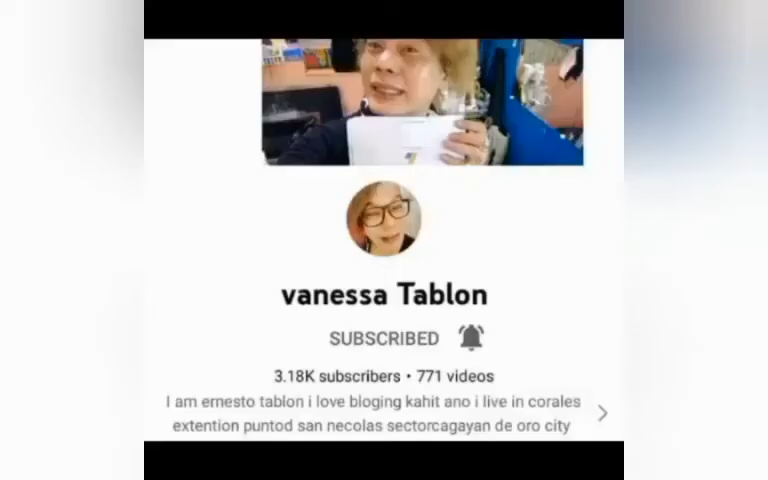 vanessa Tablon
SUBSCRIBED
3.18K subscribers • 771 videos
I am ernesto tablon i love bloging kahit ano i live in corales
extention puntod san necolas sectorcagayan de oro city